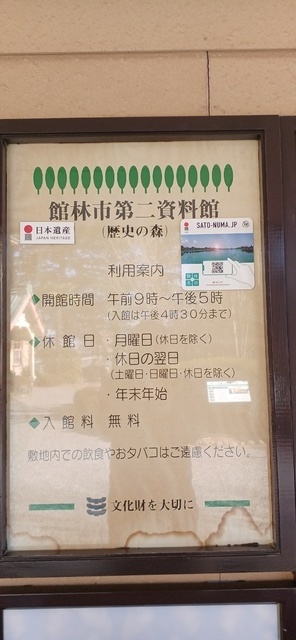 館林市第二資料館
日本遺産
JAPAN HERITAGE
(歴史の森)
SATO-NUMA.JP
利用案内
◆開館時間 午前9時〜午後5時
(入館は午後4時30分まで)
◆休館日・月曜日(休日を除く)
・休日の翌日
(土曜日・日曜日・休日を除く)
・年末年始
◆入館料 無料
敷地内での飲食やおタバコはご遠慮ください。
文化財を大切に